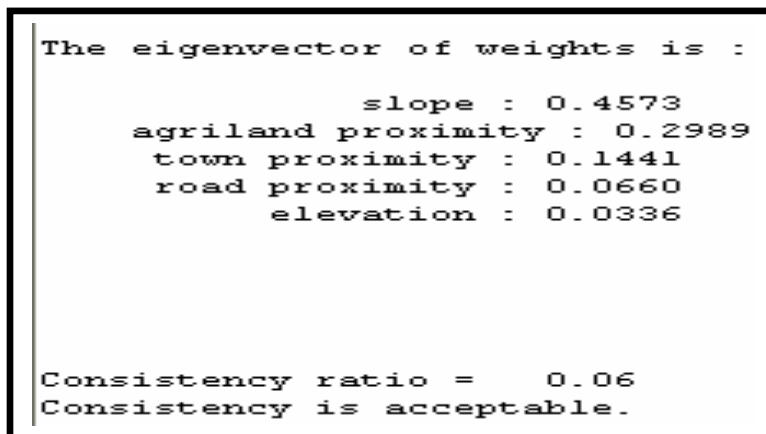 The eigenvector of weights is :
slope : 0.4573
agriland proximity : 0.2989
town proximity : 0.1441
road proximity : 0.0660
elevation : 0.0336
Consistency ratio = 0.06
Consistency is acceptable.